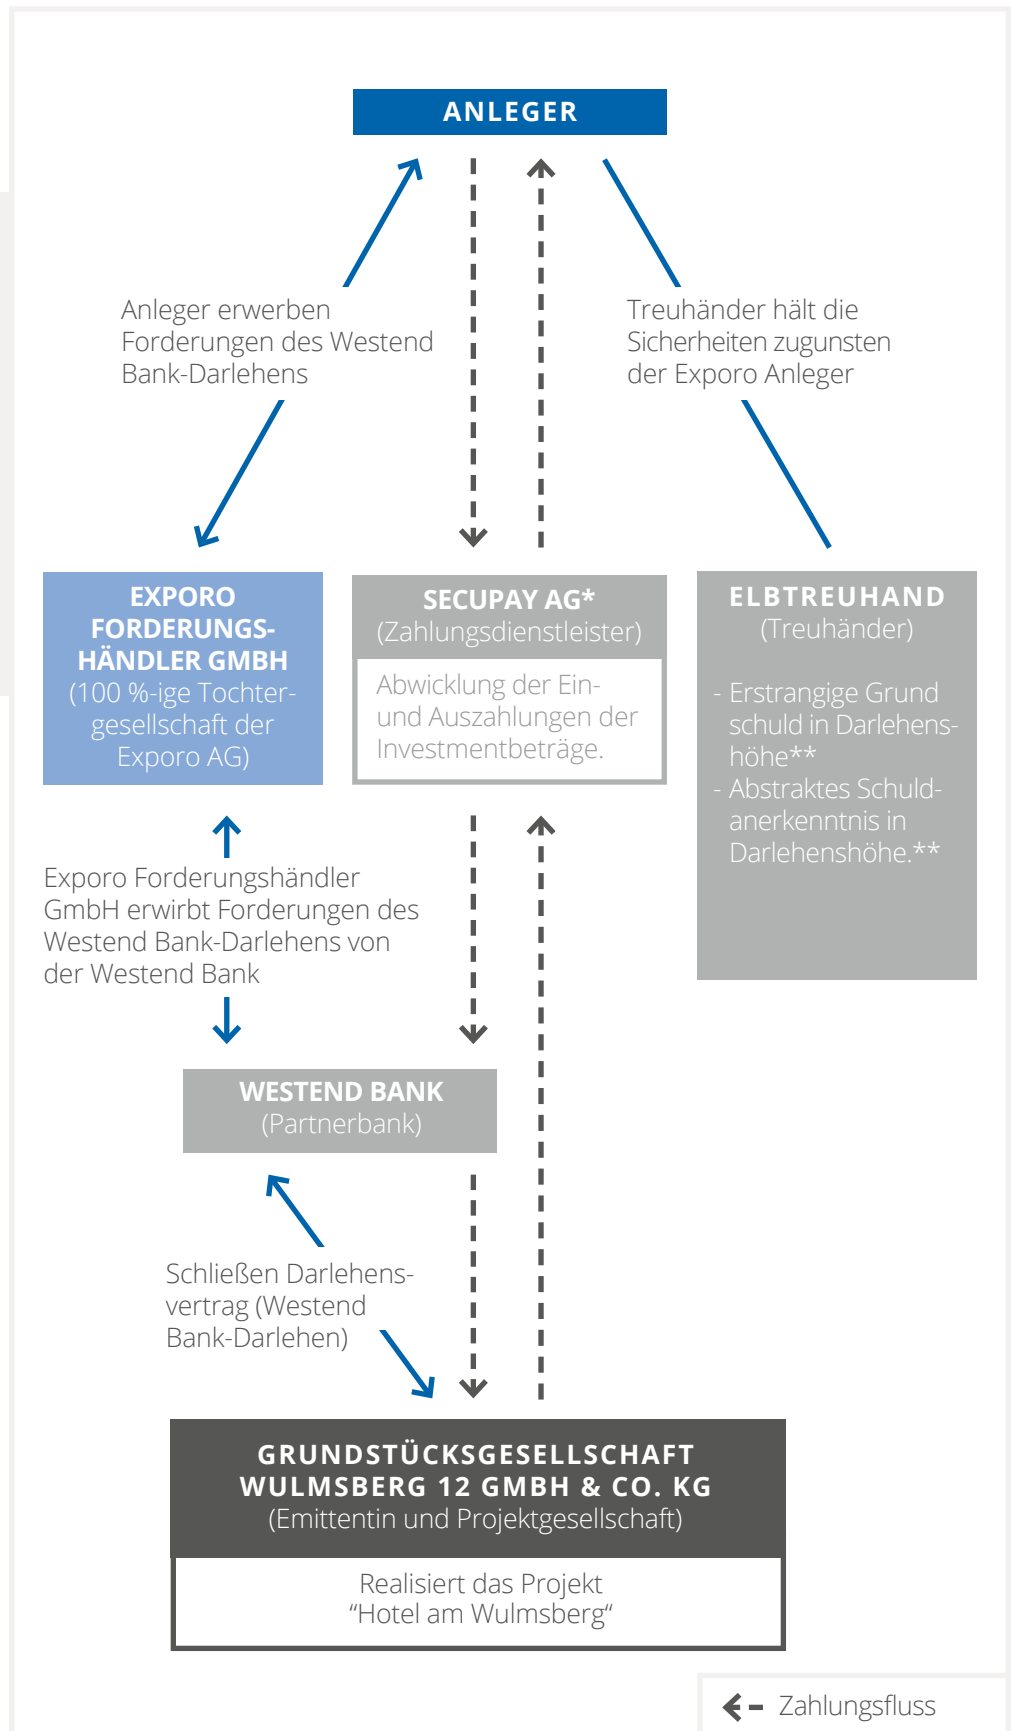 ANLEGER
Anleger erwerben
Forderungen des Westend
Bank-Darlehens
Treuhänder hält die
Sicherheiten zugunsten
der Exporo Anleger
EXPORO
FORDERUNGS-
HÄNDLER GMBH
(100 %-ige Tochter-
gesellschaft der
Exporo AG)
SECUPAY AG*
(Zahlungsdienstleister)
Abwicklung der Ein-
und Auszahlungen der
Investmentbeträge.
ELBTREUHAND
(Treuhänder)
- Erstrangige Grund
schuld in Darlehens-
höhe**
- Abstraktes Schuld-
anerkenntnis in
Darlehenshöhe.**
Exporo Forderungshändler
GmbH erwirbt Forderungen des
Westend Bank-Darlehens von
der Westend Bank
WESTEND BANK
(Partnerbank)
Schließen Darlehens-
vertrag (Westend
Bank-Darlehen)
GRUNDSTÜCKSGESELLSCHAFT
WULMSBERG 12 GMBH & CO. KG
(Emittentin und Projektgesellschaft)
Realisiert das Projekt
“Hotel am Wulmsberg“
Zahlungsfluss